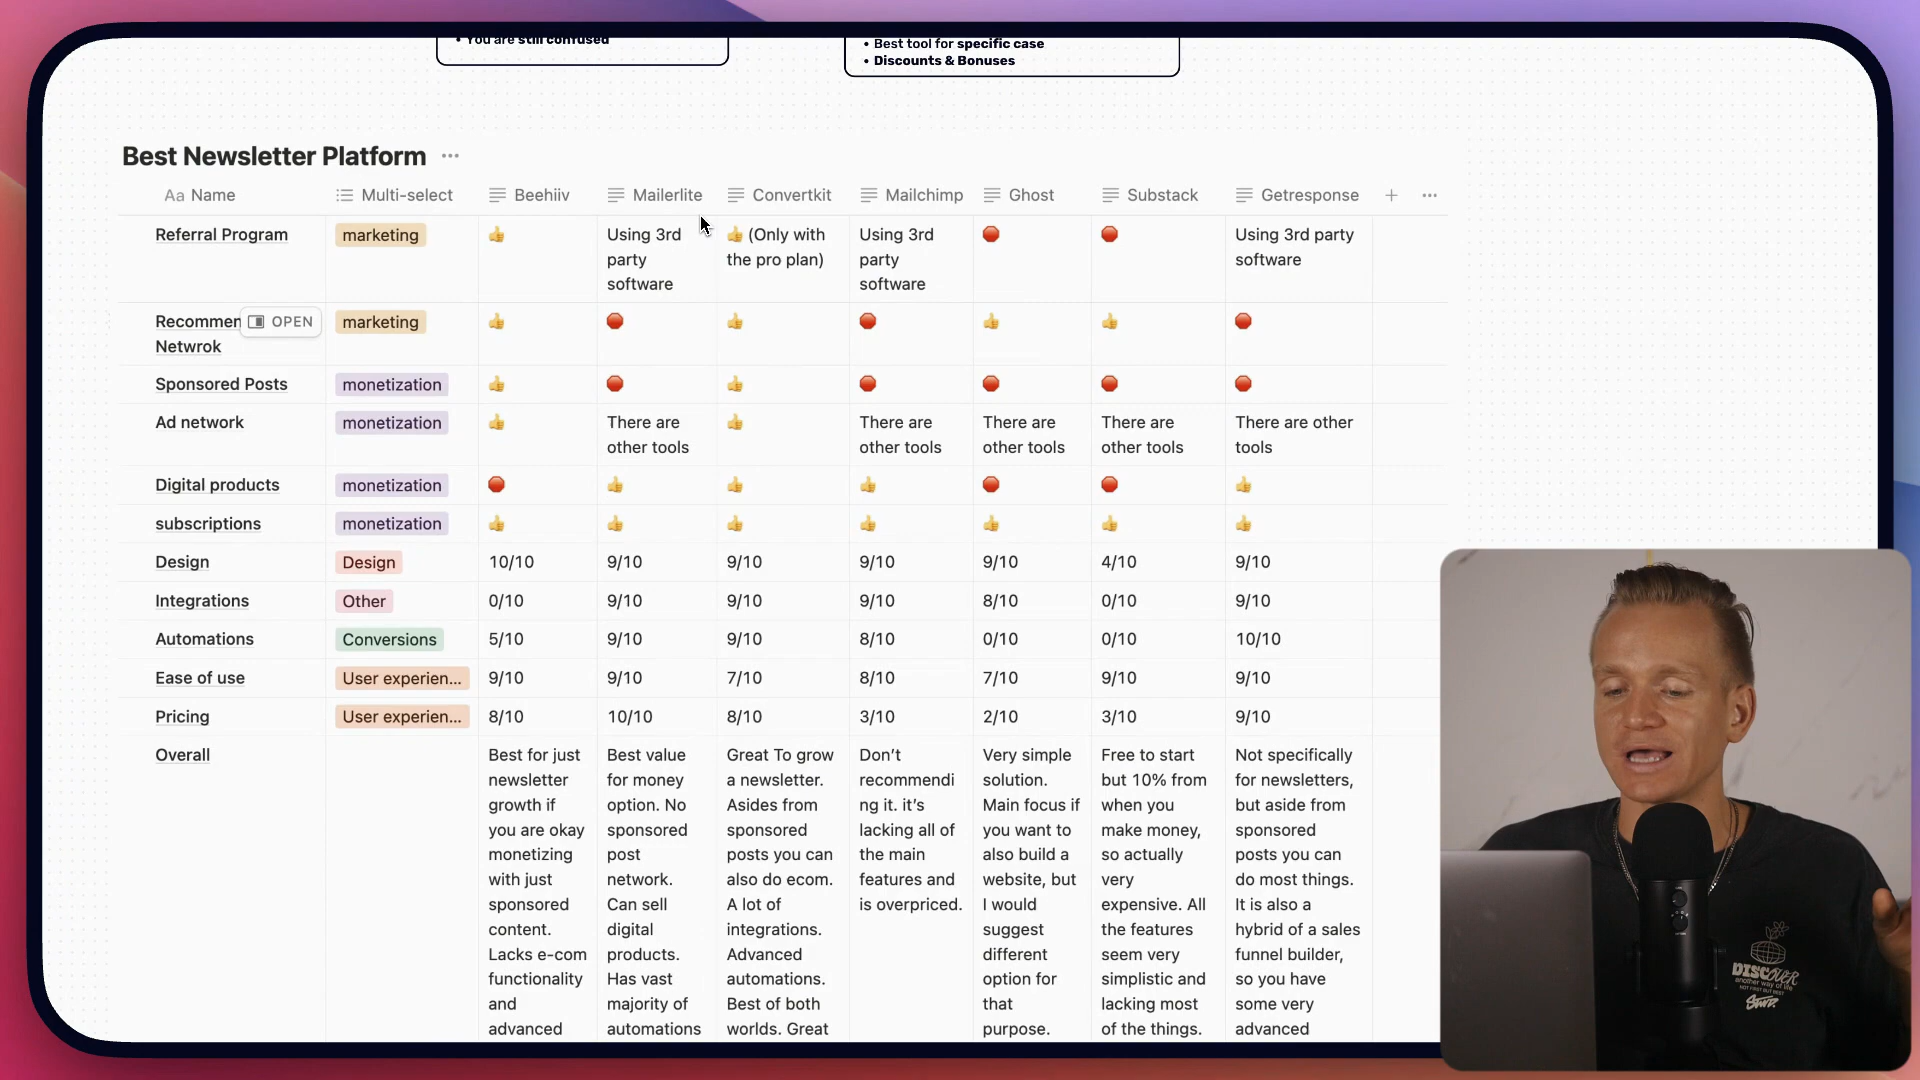 • You are still confused
• Best tool for specific case
• Discounts & Bonuses
Best Newsletter Platform ···
Aa Name Multi-select Beehiiv Mailerlite Convertkit Mailchimp Ghost Substack Getresponse + ···
Referral Program marketing 👍 Using 3rd party software 👍 (Only with the pro plan) Using 3rd party software 🛑 🛑 Using 3rd party software
Recommen OPEN marketing 👍 🛑 👍 🛑 👍 👍 🛑
Netwrok
Sponsored Posts monetization 👍 🛑 👍 🛑 🛑 🛑 🛑
Ad network monetization 👍 There are other tools 👍 There are other tools There are other tools There are other tools There are other tools
Digital products monetization 🛑 👍 👍 👍 🛑 🛑 👍
subscriptions monetization 👍 👍 👍 👍 👍 👍 👍
Design Design 10/10 9/10 9/10 9/10 9/10 4/10 9/10
Integrations Other 0/10 9/10 9/10 9/10 8/10 0/10 9/10
Automations Conversions 5/10 9/10 9/10 8/10 0/10 0/10 10/10
Ease of use User experien... 9/10 9/10 7/10 8/10 7/10 9/10 9/10
Pricing User experien... 8/10 10/10 8/10 3/10 2/10 3/10 9/10
Overall
Best for just
newsletter
growth if
you are okay
monetizing
with just
sponsored
content.
Lacks e-com
functionality
and
advanced
Best value
for money
option. No
sponsored
post
network.
Can sell
digital
products.
Has vast
majority of
automations
Great To grow
a newsletter.
Asides from
sponsored
posts you can
also do ecom.
A lot of
integrations.
Advanced
automations.
Best of both
worlds. Great
Don’t
recommendi
ng it. it’s
lacking all of
the main
features and
is overpriced.
Very simple
solution.
Main focus if
you want to
also build a
website, but
I would
suggest
different
option for
that
purpose.
Free to start
but 10% from
when you
make money,
so actually
very
expensive. All
the features
seem very
simplistic and
lacking most
of the things.
Not specifically
for newsletters,
but aside from
sponsored
posts you can
do most things.
It is also a
hybrid of a sales
funnel builder,
so you have
some very
advanced
DISCOVER
another way of life